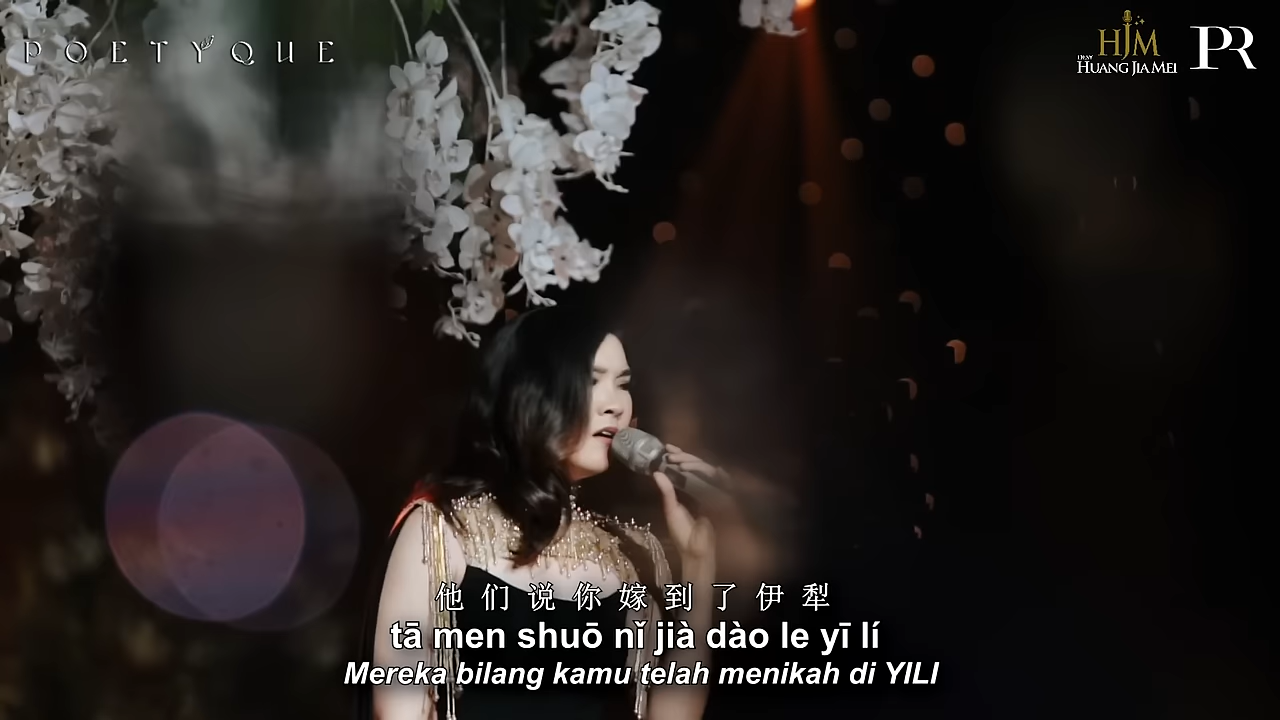 POETYQUE
HJM
HUANG JIA MEI
PR
他们说你嫁到了伊犁
tā men shuō nǐ jià dào le yī lí
Mereka bilang kamu telah menikah di YILI